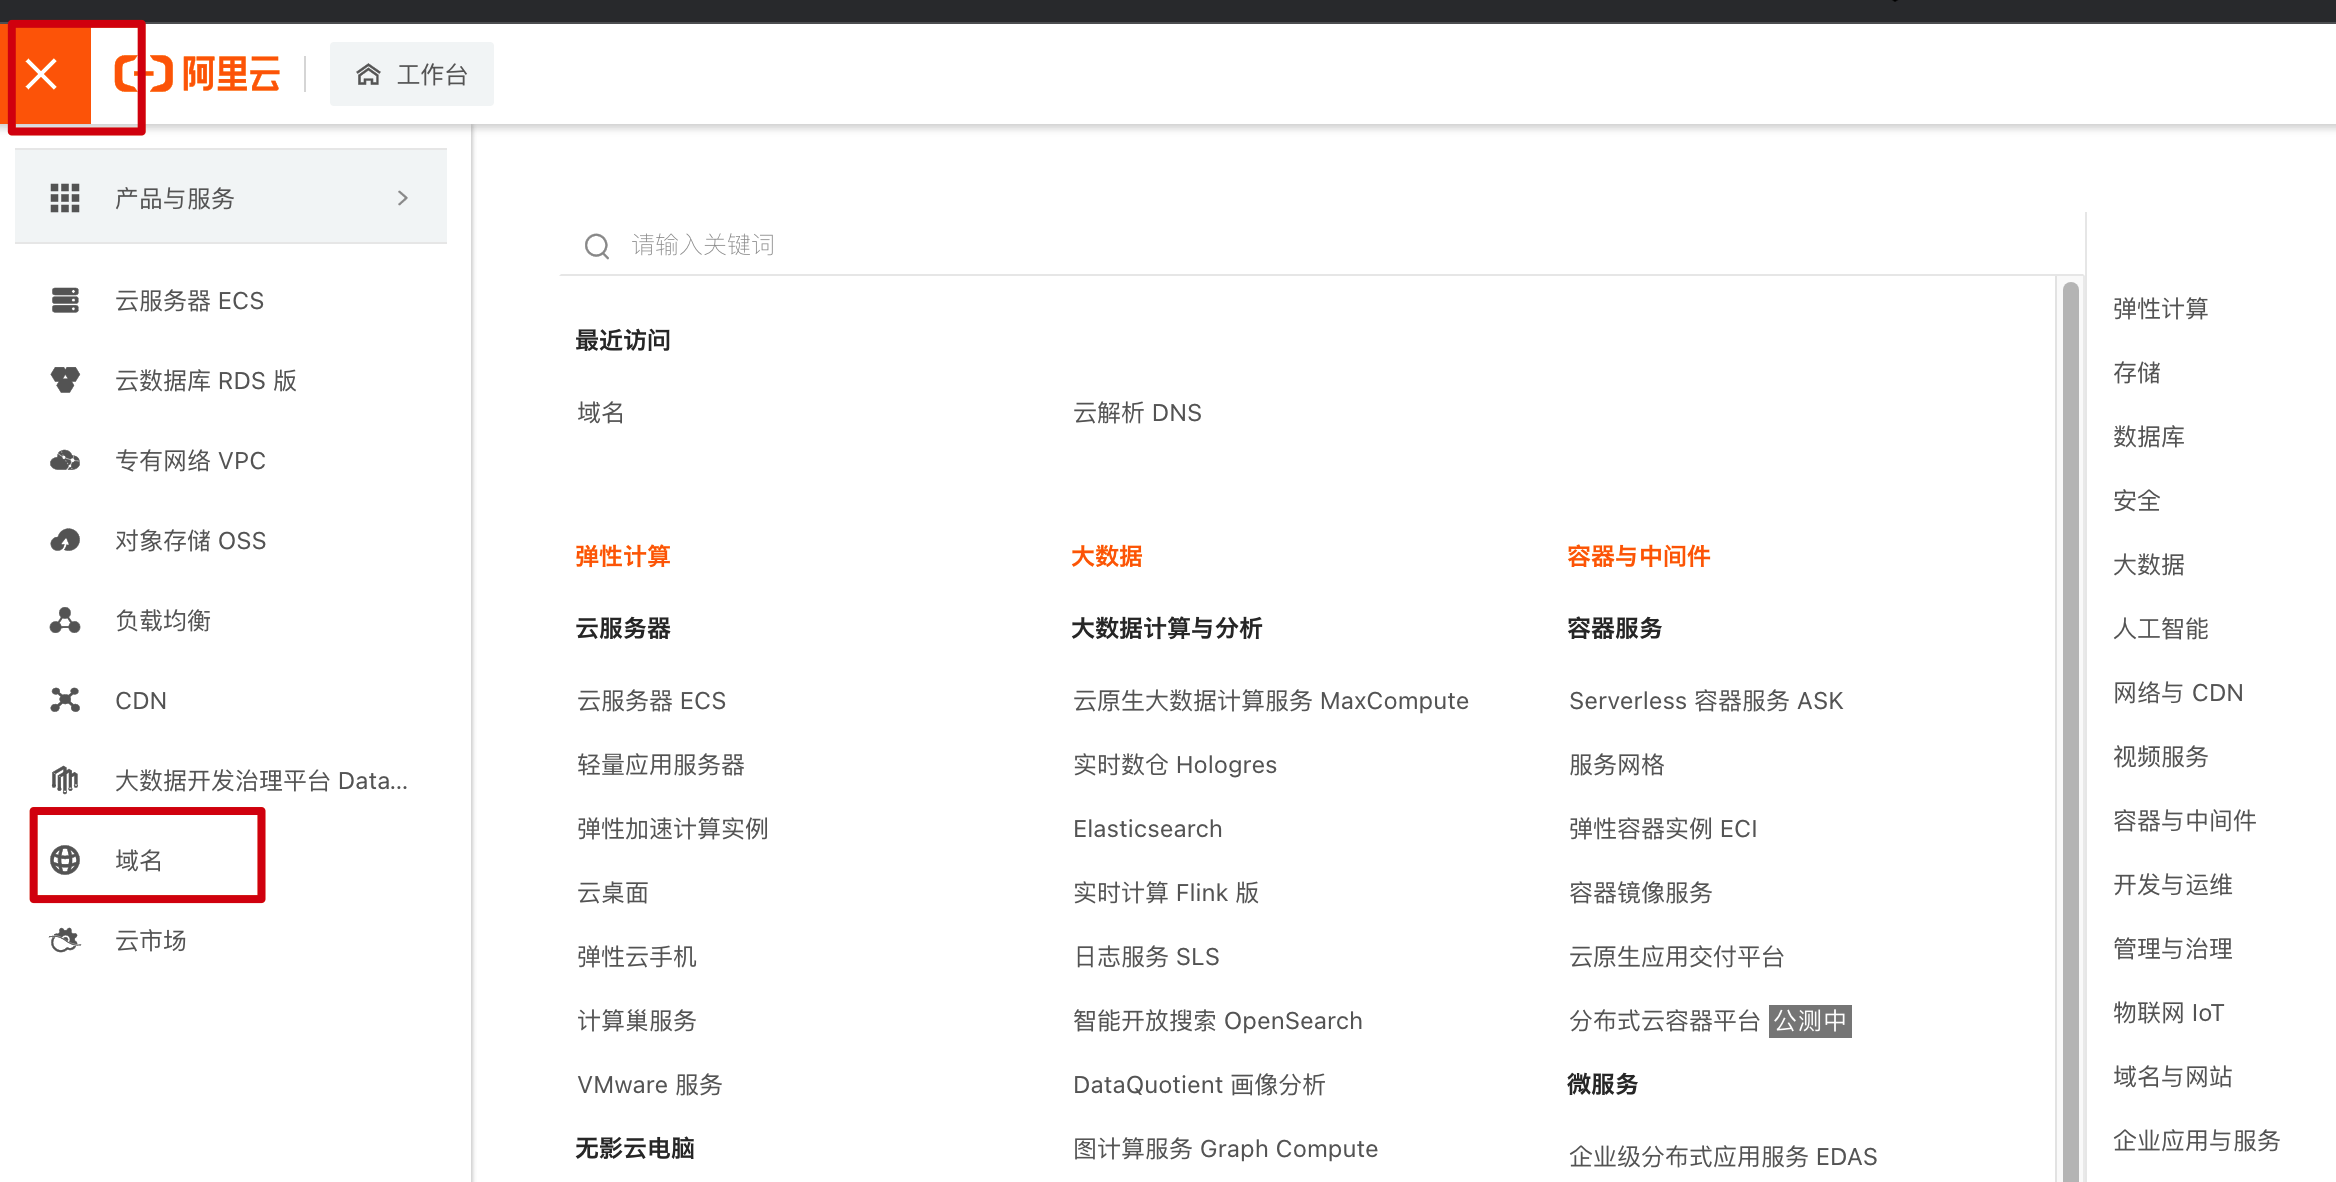 阿里云
工作台
产品与服务
云服务器 ECS
云数据库 RDS 版
专有网络 VPC
对象存储 OSS
负载均衡
CDN
大数据开发治理平台 Data...
域名
云市场
请输入关键词
最近访问
域名
云解析 DNS
弹性计算
云服务器
云服务器 ECS
轻量应用服务器
弹性加速计算实例
云桌面
弹性云手机
计算巢服务
VMware 服务
无影云电脑
大数据
大数据计算与分析
云原生大数据计算服务 MaxCompute
实时数仓 Hologres
Elasticsearch
实时计算 Flink 版
日志服务 SLS
智能开放搜索 OpenSearch
DataQuotient 画像分析
图计算服务 Graph Compute
容器与中间件
容器服务
Serverless 容器服务 ASK
服务网格
弹性容器实例 ECI
容器镜像服务
云原生应用交付平台
分布式云容器平台 公测中
微服务
企业级分布式应用服务 EDAS
弹性计算
存储
数据库
安全
大数据
人工智能
网络与 CDN
视频服务
容器与中间件
开发与运维
管理与治理
物联网 IoT
域名与网站
企业应用与服务